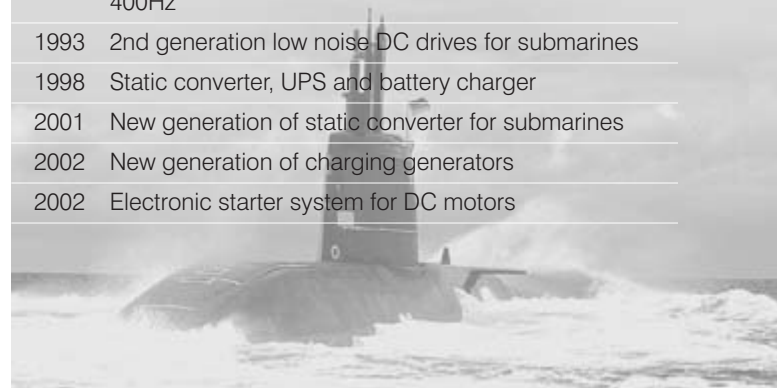 400Hz
1993 2nd generation low noise DC drives for submarines
1998 Static converter, UPS and battery charger
2001 New generation of static converter for submarines
2002 New generation of charging generators
2002 Electronic starter system for DC motors